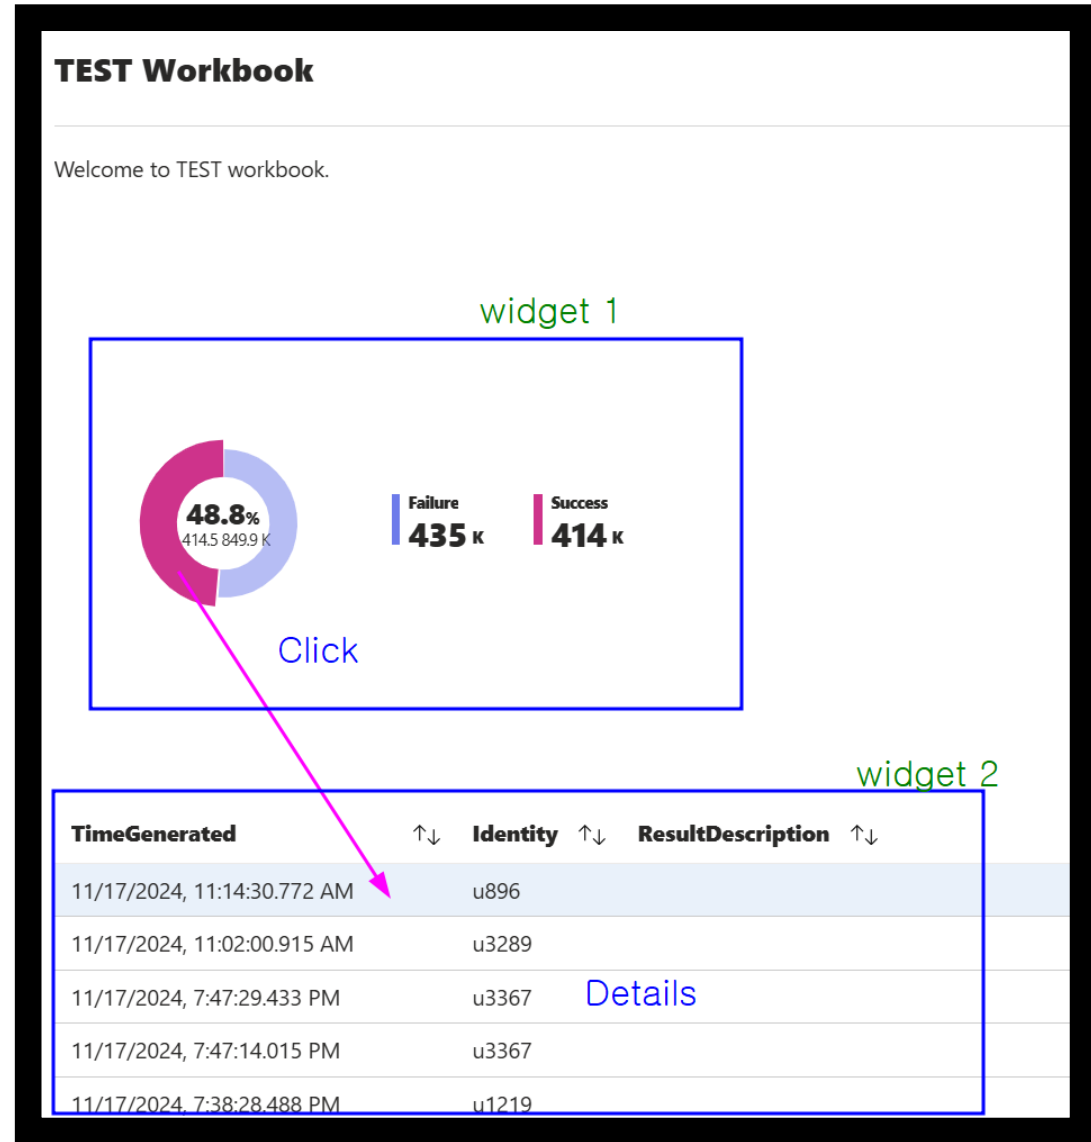 TEST Workbook
Welcome to TEST workbook.
widget 1
48.8%
414.5 849.9 K
Failure
435 K
Success
414 K
Click
widget 2
TimeGenerated ↑↓ Identity ↑↓ ResultDescription ↑↓
11/17/2024, 11:14:30.772 AM u896
11/17/2024, 11:02:00.915 AM u3289
11/17/2024, 7:47:29.433 PM u3367
Details
11/17/2024, 7:47:14.015 PM u3367
11/17/2024, 7:38:28.488 PM u1219